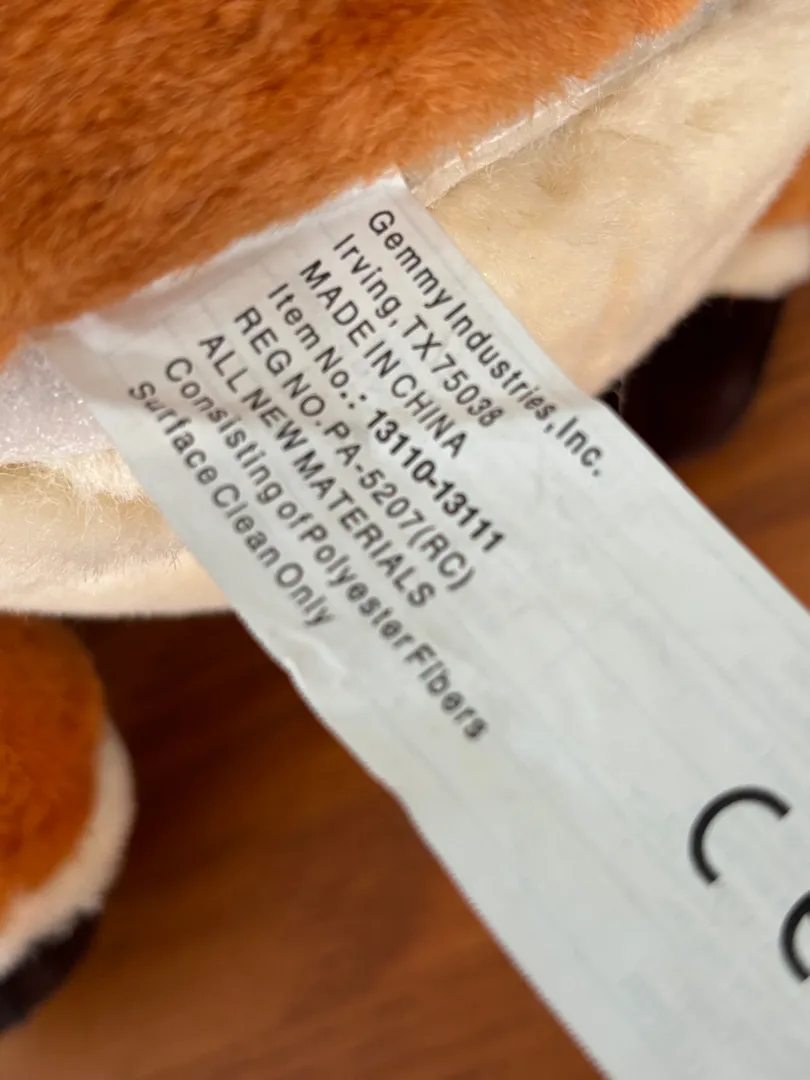 Gemmy Industries, Inc.
Irving, TX 75038
MADE IN CHINA
Item No.: 13110-13111
REG NO. PA-5207(RC)
ALL NEW MATERIALS
Consisting of Polyester Fibers
Surface Clean Only
CE